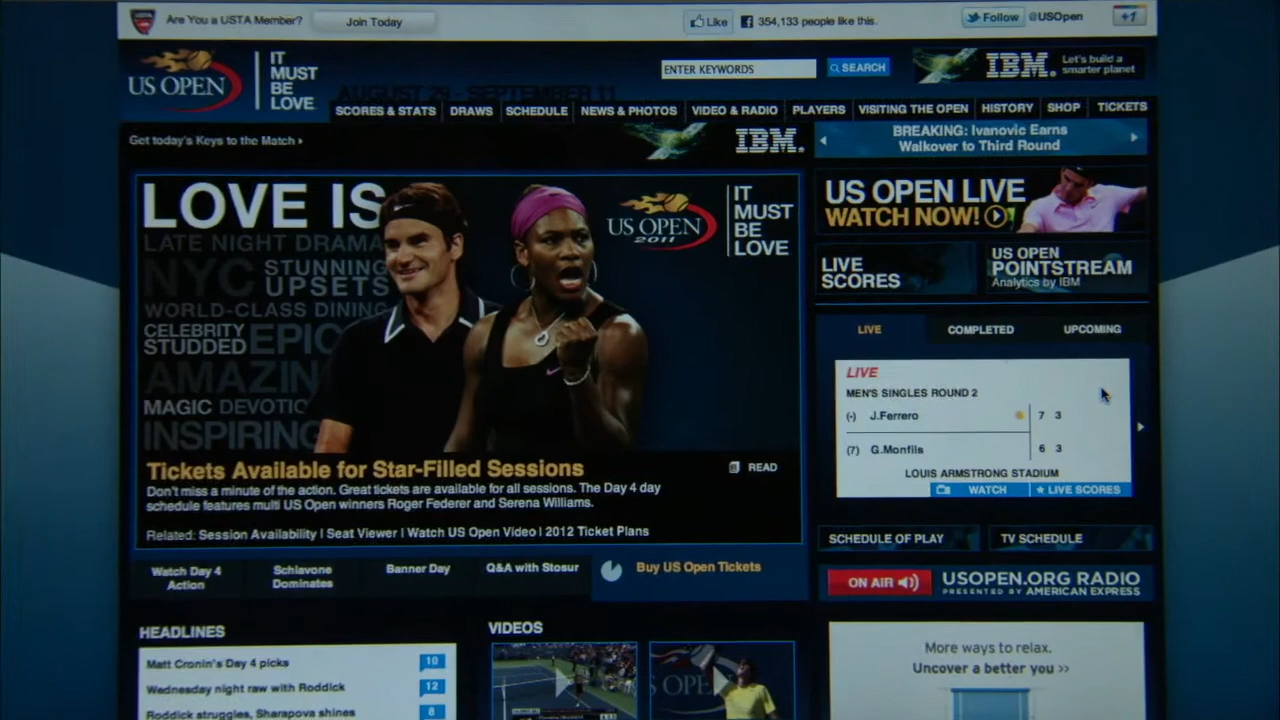 Are you a USTA Member?
Join Today
Like
354,133 people like this.
Follow
@USOpen
+1
US OPEN
IT
MUST
BE
LOVE
AUGUST 29 - SEPTEMBER 11
ENTER KEYWORDS
SEARCH
IBM.
Let's build a
smarter planet
SCORES & STATS
DRAWS
SCHEDULE
NEWS & PHOTOS
VIDEO & RADIO
PLAYERS
VISITING THE OPEN
HISTORY
SHOP
TICKETS
Get today's Keys to the Match
IBM.
BREAKING: Ivanovic Earns
Walkover to Third Round
LOVE IS
LATE NIGHT DRAMA
NYC
STUNNING
UPSETS
WORLD-CLASS DINING
CELEBRITY
STUDDED
EPIC
AMAZIN
MAGIC DEVOTIO
INSPIRING
US OPEN
2011
IT
MUST
BE
LOVE
Tickets Available for Star-Filled Sessions
READ
Don't miss a minute of the action. Great tickets are available for all sessions. The Day 4 day
schedule features multi US Open winners Roger Federer and Serena Williams.
Related: Session Availability | Seat Viewer | Watch US Open Video | 2012 Ticket Plans
Watch Day 4
Action
Schiavone
Dominates
Banner Day
Q&A with Stosur
Buy US Open Tickets
US OPEN LIVE
WATCH NOW!
LIVE
SCORES
US OPEN
POINTSTREAM
Analytics by IBM
LIVE
COMPLETED
UPCOMING
LIVE
MEN'S SINGLES ROUND 2
(-) J.Ferrero 7 3
(7) G.Monfils 6 3
LOUIS ARMSTRONG STADIUM
WATCH
LIVE SCORES
SCHEDULE OF PLAY
TV SCHEDULE
ON AIR
USOPEN.ORG RADIO
PRESENTED BY AMERICAN EXPRESS
HEADLINES
Matt Cronin's Day 4 picks 10
Wednesday night raw with Roddick 12
Roddick struggles, Sharapova shines 8
VIDEOS
OPE
More ways to relax.
Uncover a better you >>